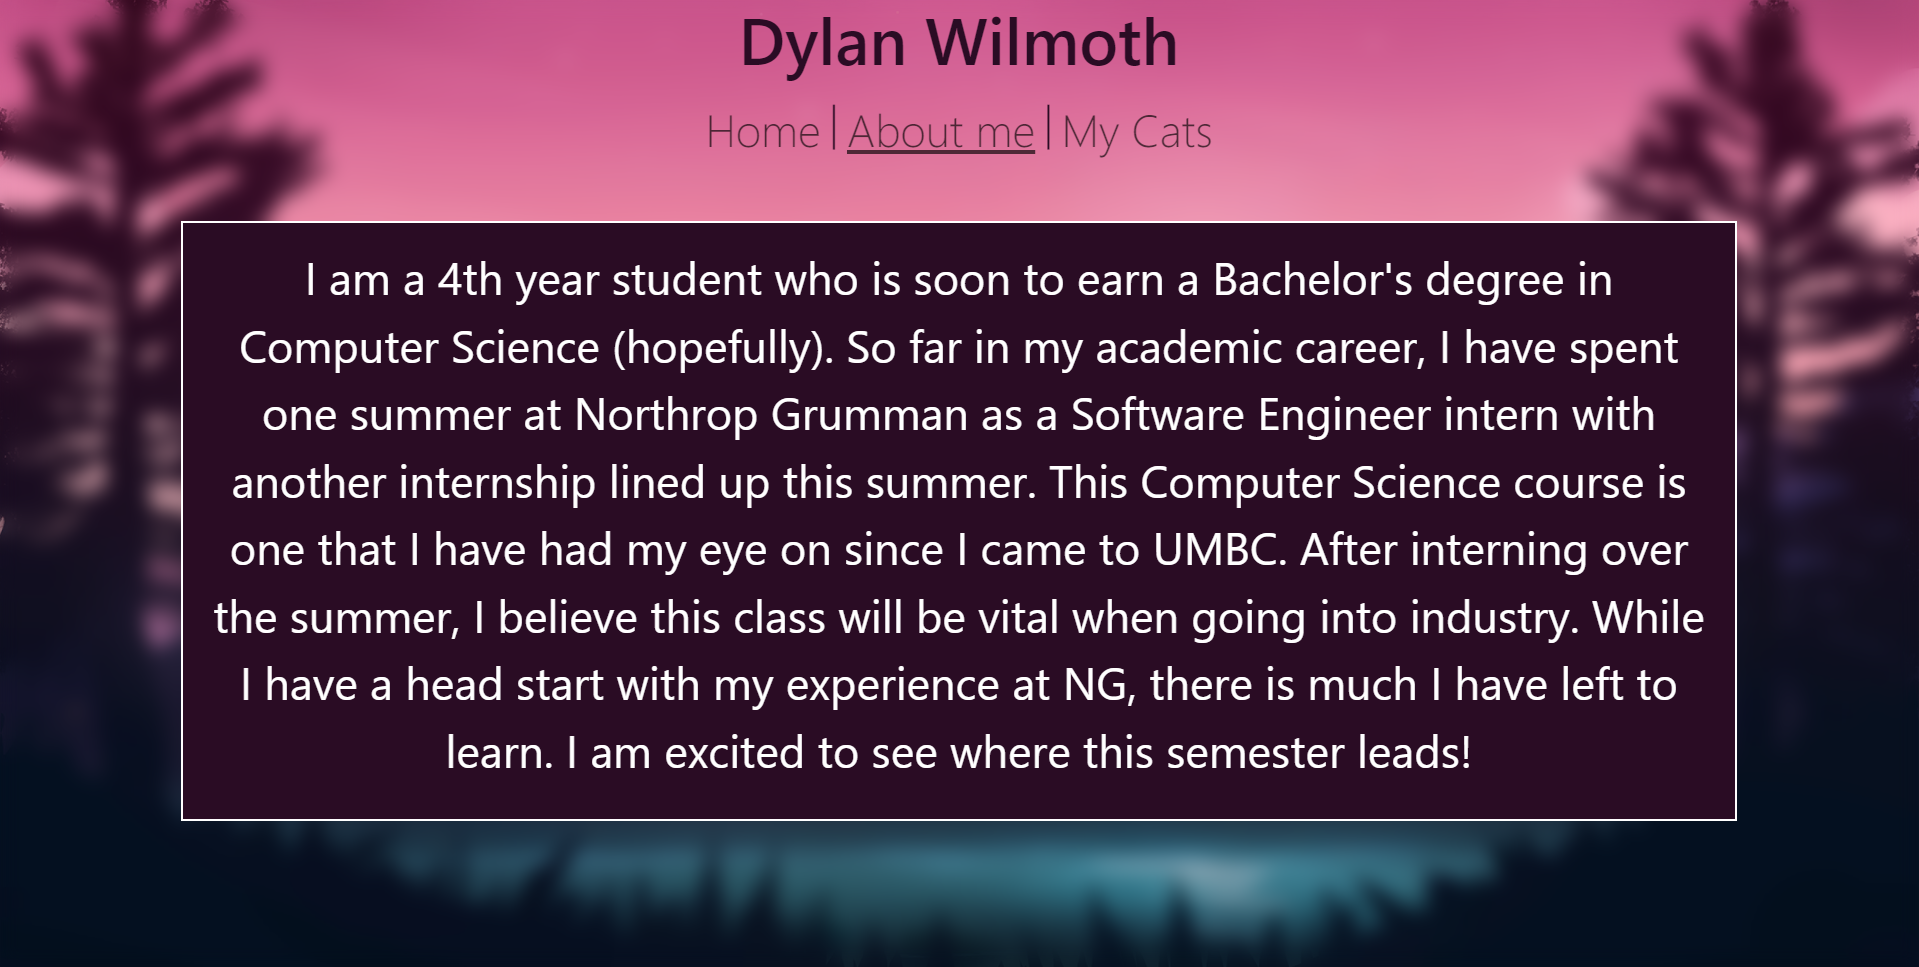 Dylan Wilmoth
Home | About me | My Cats
I am a 4th year student who is soon to earn a Bachelor's degree in
Computer Science (hopefully). So far in my academic career, I have spent
one summer at Northrop Grumman as a Software Engineer intern with
another internship lined up this summer. This Computer Science course is
one that I have had my eye on since I came to UMBC. After interning over
the summer, I believe this class will be vital when going into industry. While
I have a head start with my experience at NG, there is much I have left to
learn. I am excited to see where this semester leads!